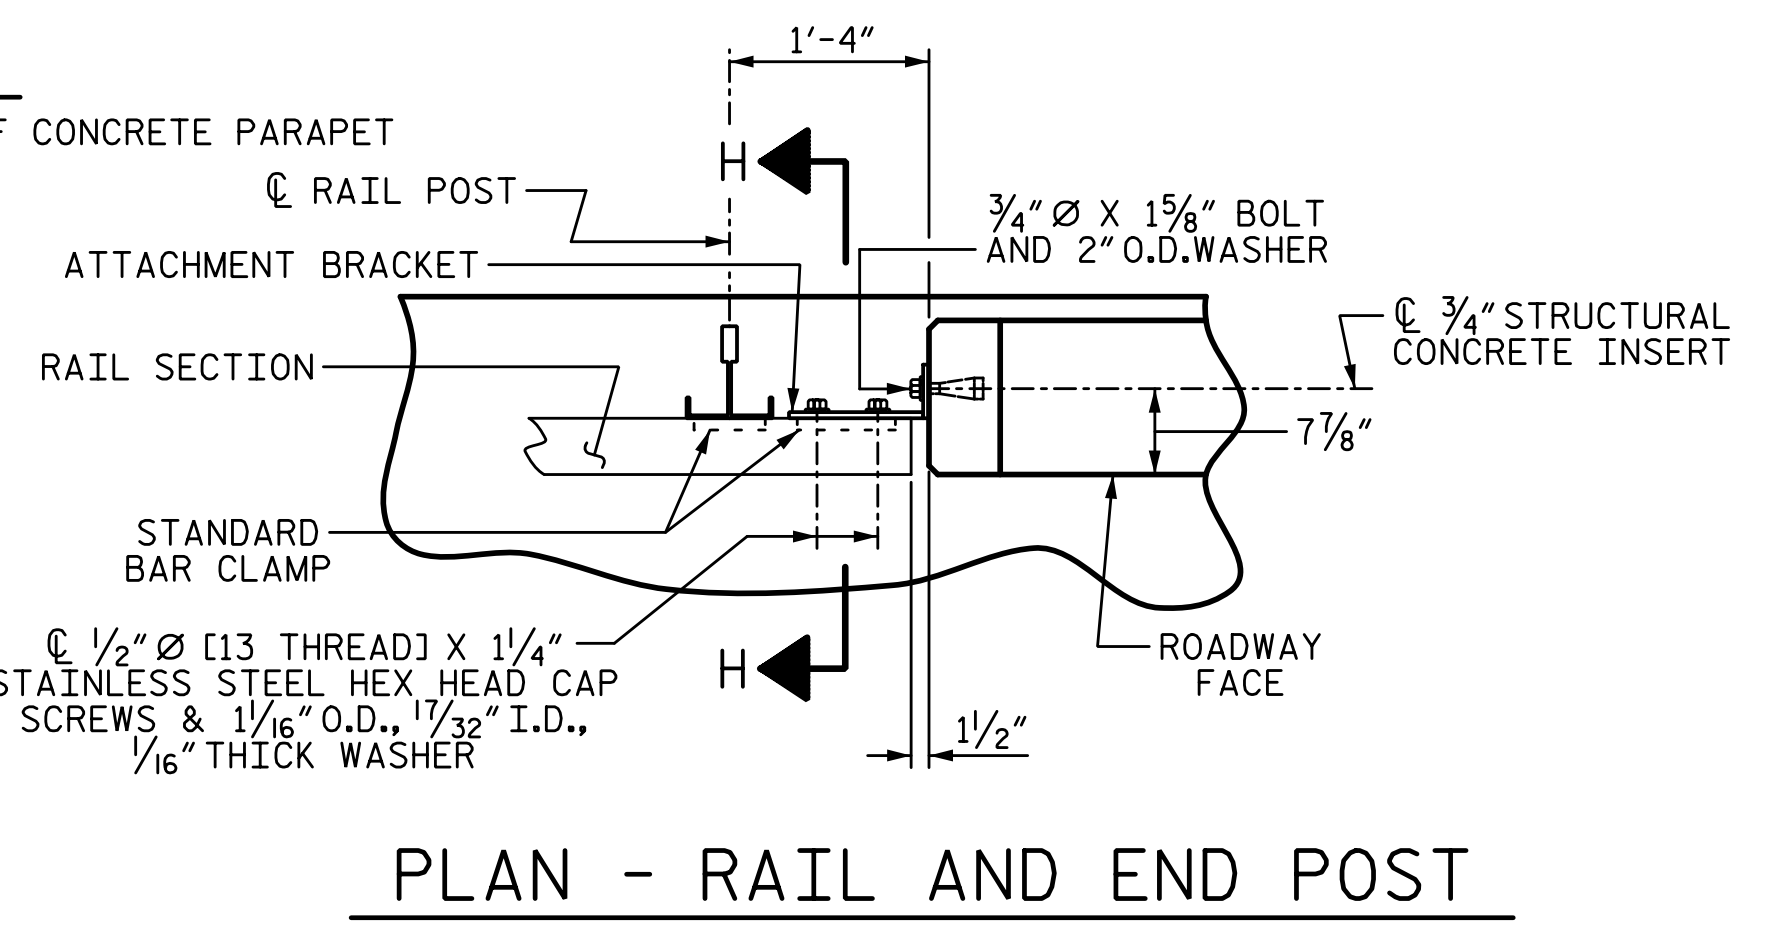 1'-4"
CONCRETE PARAPET
H
℄ RAIL POST
3/4" Ø X 1 5/8" BOLT
AND 2" O.D. WASHER
ATTACHMENT BRACKET
℄ 3/4" STRUCTURAL
CONCRETE INSERT
RAIL SECTION
7 7/8"
STANDARD
BAR CLAMP
℄ 1/2" Ø [13 THREAD] X 1 1/4"
STAINLESS STEEL HEX HEAD CAP
SCREWS & 1 1/16" O.D., 17/32" I.D.,
1/16" THICK WASHER
H
ROADWAY
FACE
1 1/2"
PLAN - RAIL AND END POST